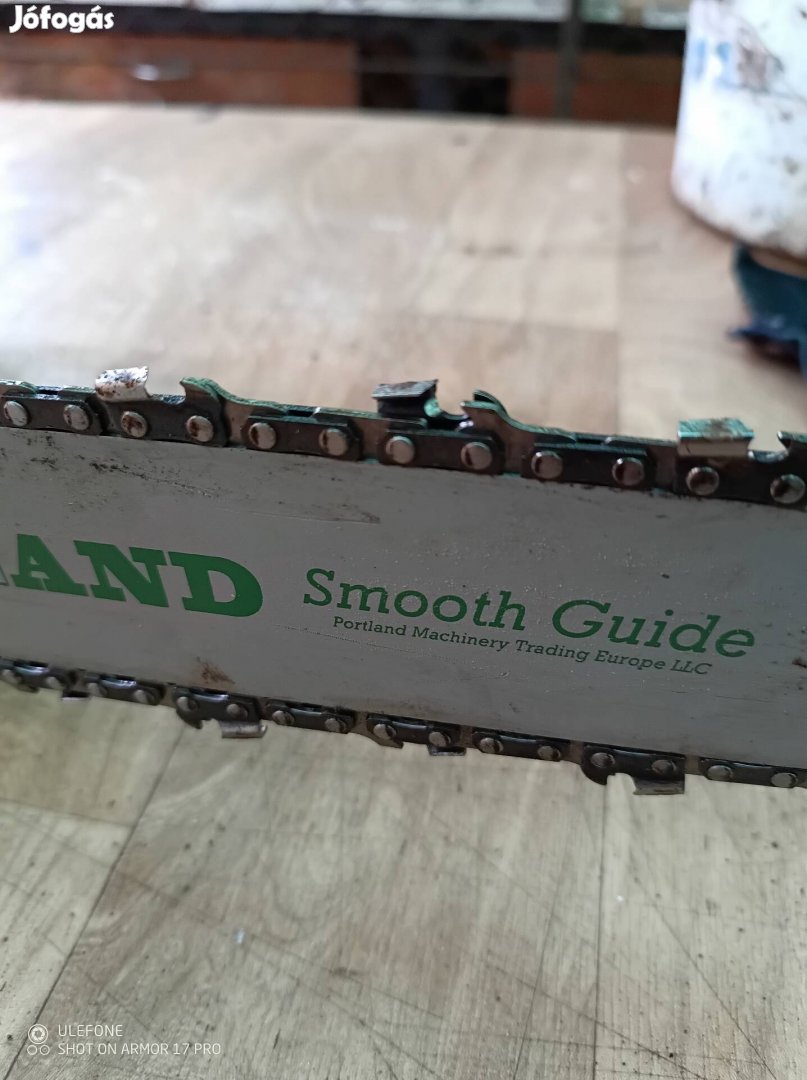 Jófogás
AND
Smooth Guide
Portland Machinery Trading Europe LLC
ULEFONE
SHOT ON ARMOR 17 PRO